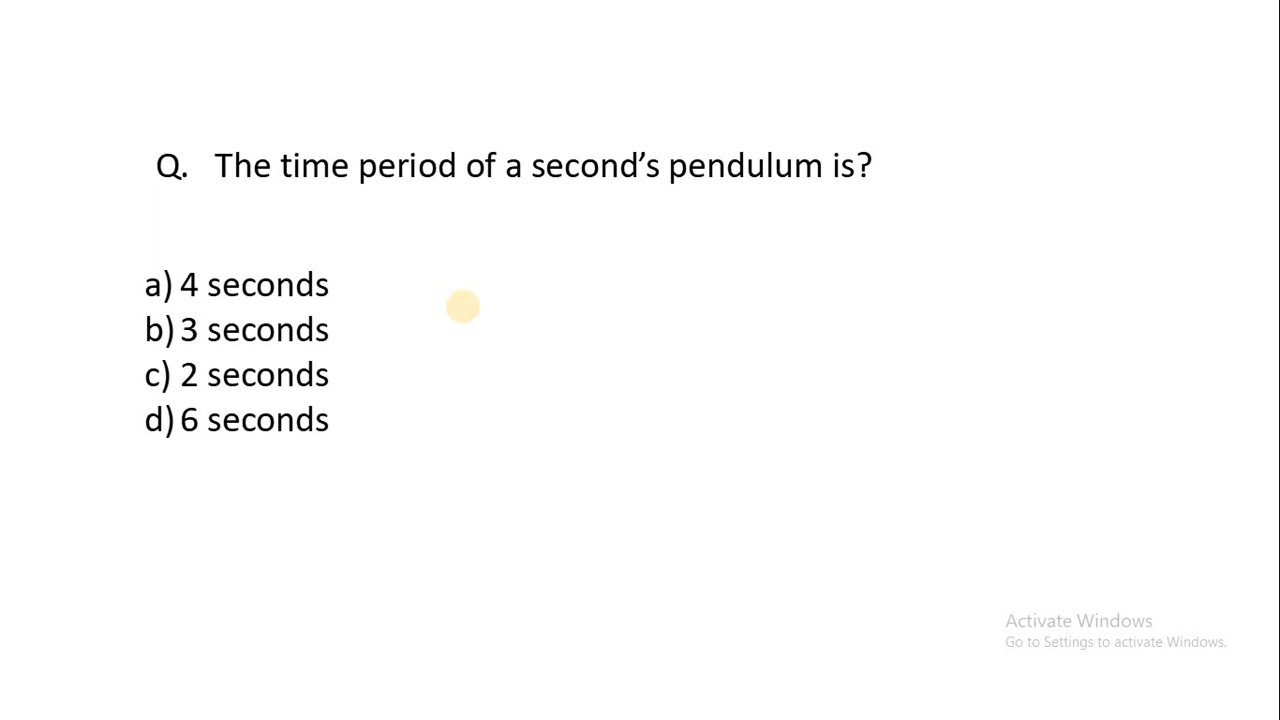 Q. The time period of a second’s pendulum is?
a) 4 seconds
b) 3 seconds
c) 2 seconds
d) 6 seconds
Activate Windows
Go to Settings to activate Windows.